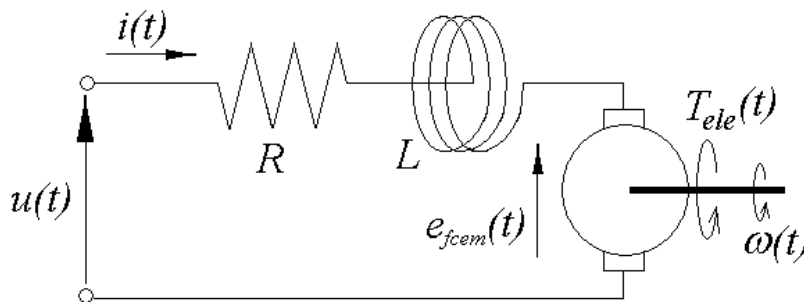 i(t)
R
L
T_ele(t)
u(t)
e_fcem(t)
ω(t)